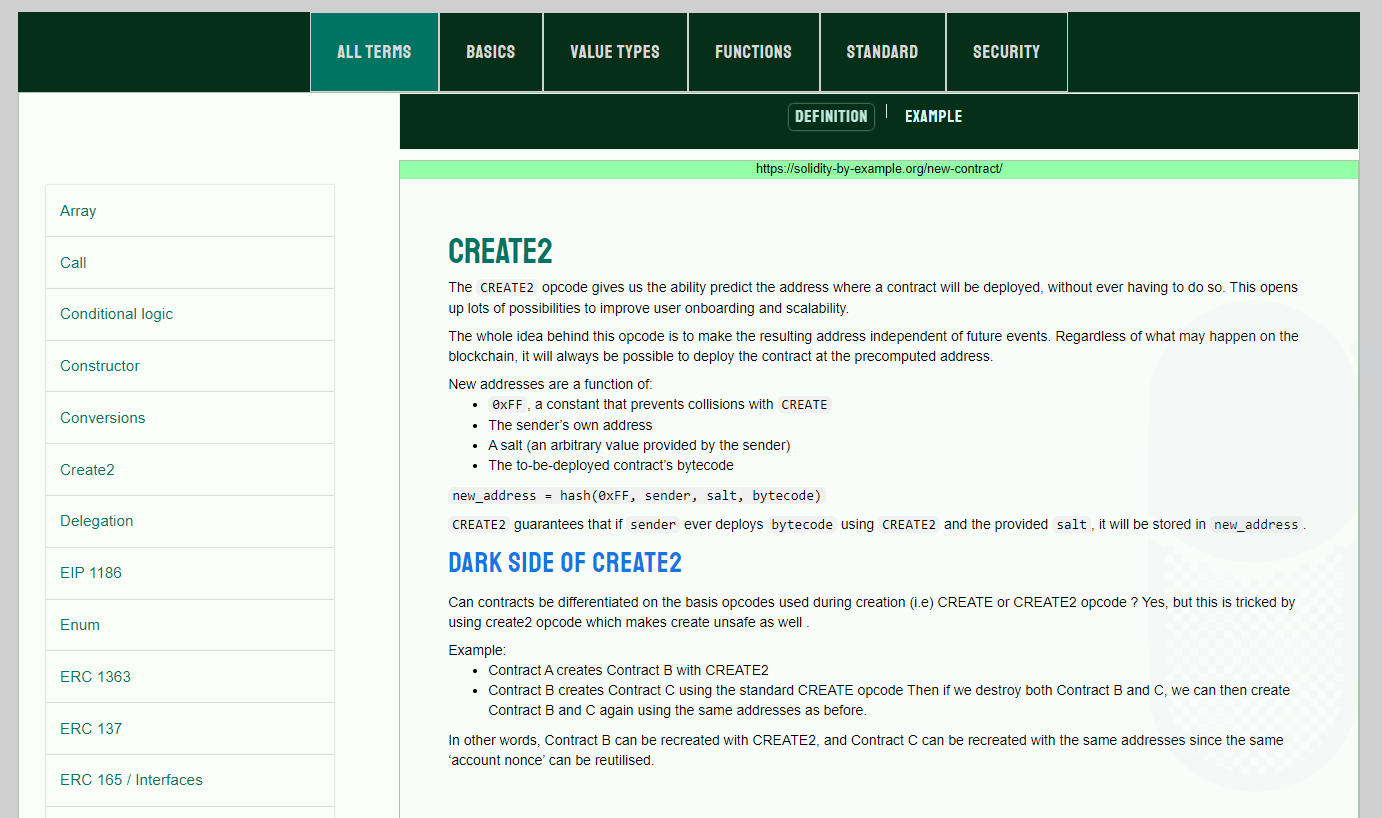 ALL TERMS
BASICS
VALUE TYPES
FUNCTIONS
STANDARD
SECURITY
DEFINITION
EXAMPLE
https://solidity-by-example.org/new-contract/
Array
Call
Conditional logic
Constructor
Conversions
Create2
Delegation
EIP 1186
Enum
ERC 1363
ERC 137
ERC 165 / Interfaces
CREATE2
The CREATE2 opcode gives us the ability predict the address where a contract will be deployed, without ever having to do so. This opens
up lots of possibilities to improve user onboarding and scalability.
The whole idea behind this opcode is to make the resulting address independent of future events. Regardless of what may happen on the
blockchain, it will always be possible to deploy the contract at the precomputed address.
New addresses are a function of:
• 0xFF, a constant that prevents collisions with CREATE
• The sender’s own address
• A salt (an arbitrary value provided by the sender)
• The to-be-deployed contract’s bytecode
new_address = hash(0xFF, sender, salt, bytecode)
CREATE2 guarantees that if sender ever deploys bytecode using CREATE2 and the provided salt, it will be stored in new_address.
DARK SIDE OF CREATE2
Can contracts be differentiated on the basis opcodes used during creation (i.e) CREATE or CREATE2 opcode ? Yes, but this is tricked by
using create2 opcode which makes create unsafe as well .
Example:
• Contract A creates Contract B with CREATE2
• Contract B creates Contract C using the standard CREATE opcode Then if we destroy both Contract B and C, we can then create
Contract B and C again using the same addresses as before.
In other words, Contract B can be recreated with CREATE2, and Contract C can be recreated with the same addresses since the same
‘account nonce’ can be reutilised.